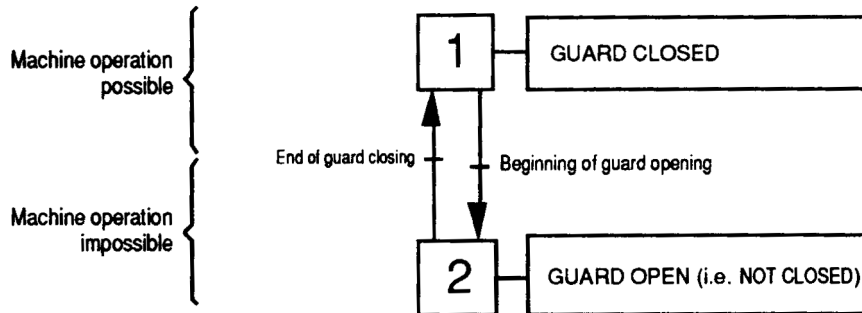 Machine operation
possible
1
GUARD CLOSED
End of guard closing
Beginning of guard opening
Machine operation
impossible
2
GUARD OPEN (i.e. NOT CLOSED)